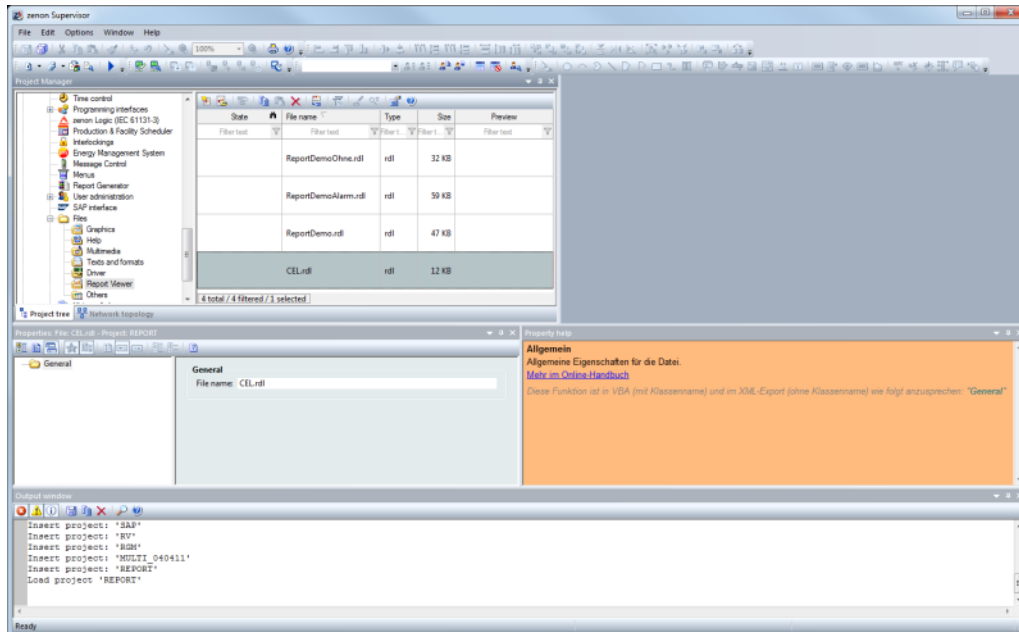 zenon Supervisor
File Edit Options Window Help
100%
Project Manager
Time control
Programming interfaces
zenon Logic (IEC 61131-3)
Production & Facility Scheduler
Interlockings
Energy Management System
Message Control
Menus
Report Generator
User administration
SAP interface
Files
Graphics
Help
Multimedia
Texts and formats
Driver
Report Viewer
Others
Project tree Network topology
State File name Type Size Preview
Filter text Filter text Filter t... Filter t... Filter text
ReportDemoOhne.rdl rdl 32 KB
ReportDemoAlarm.rdl rdl 59 KB
ReportDemo.rdl rdl 47 KB
CEL.rdl rdl 12 KB
4 total / 4 filtered / 1 selected
Properties: File: CEL.rdl - Project: REPORT
General
General
File name: CEL.rdl
Property help
Allgemein
Allgemeine Eigenschaften für die Datei.
Mehr im Online-Handbuch
Diese Funktion ist in VBA (mit Klassenname) und im XML-Export (ohne Klassenname) wie folgt anzusprechen: "General"
Output window
Insert project: 'SAP'
Insert project: 'RV'
Insert project: 'RGM'
Insert project: 'MULTI_040411'
Insert project: 'REPORT'
Load project 'REPORT'
Ready